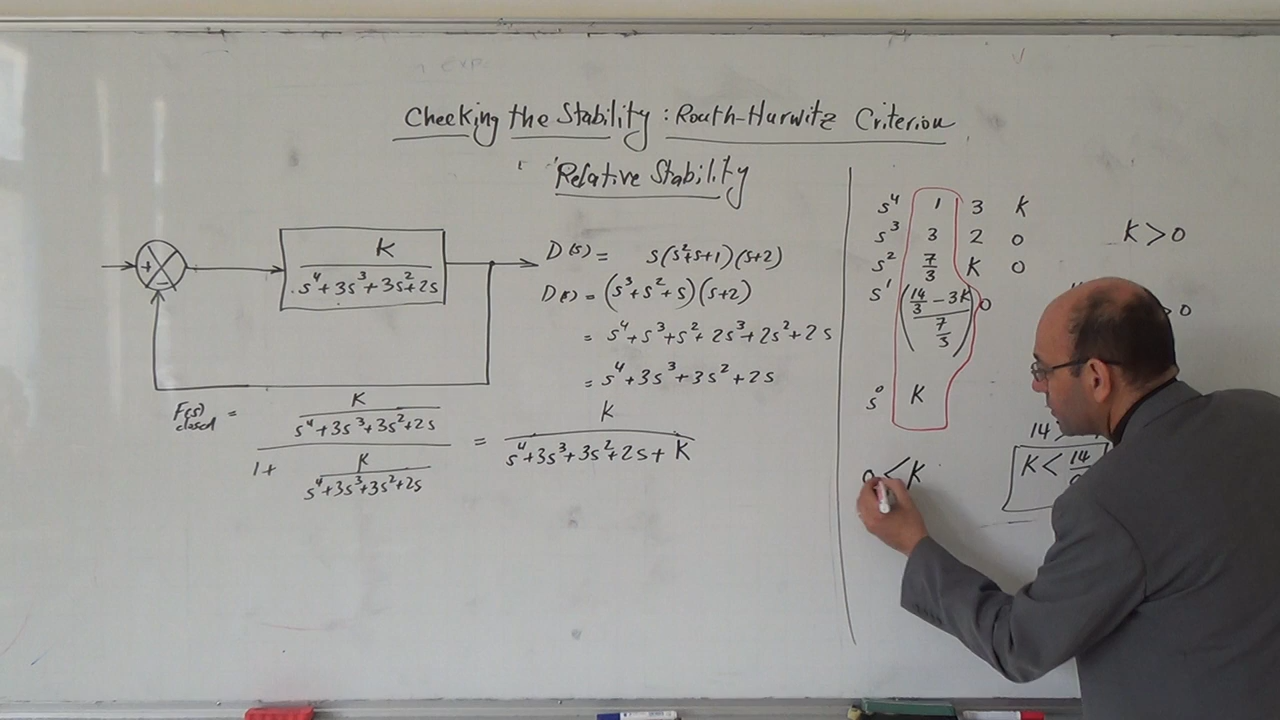 Checking the Stability : Routh-Hurwitz Criterion
Relative Stability
+
-
K
s⁴+3s³+3s²+2s
D(s) = s(s²+s+1)(s+2)
D(s) = (s³+s²+s)(s+2)
= s⁴+s³+s²+2s³+2s²+2s
= s⁴+3s³+3s²+2s
F(s) closed =
K
s⁴+3s³+3s²+2s
1+
K
s⁴+3s³+3s²+2s
=
K
s⁴+3s³+3s²+2s+K
s⁴ 1 3 K
s³ 3 2 0
s² 7/3 K 0
s¹ ((14/3 - 3K)/(7/3)) 0
s⁰ K
K>0
>0
14
K < 14
0<K